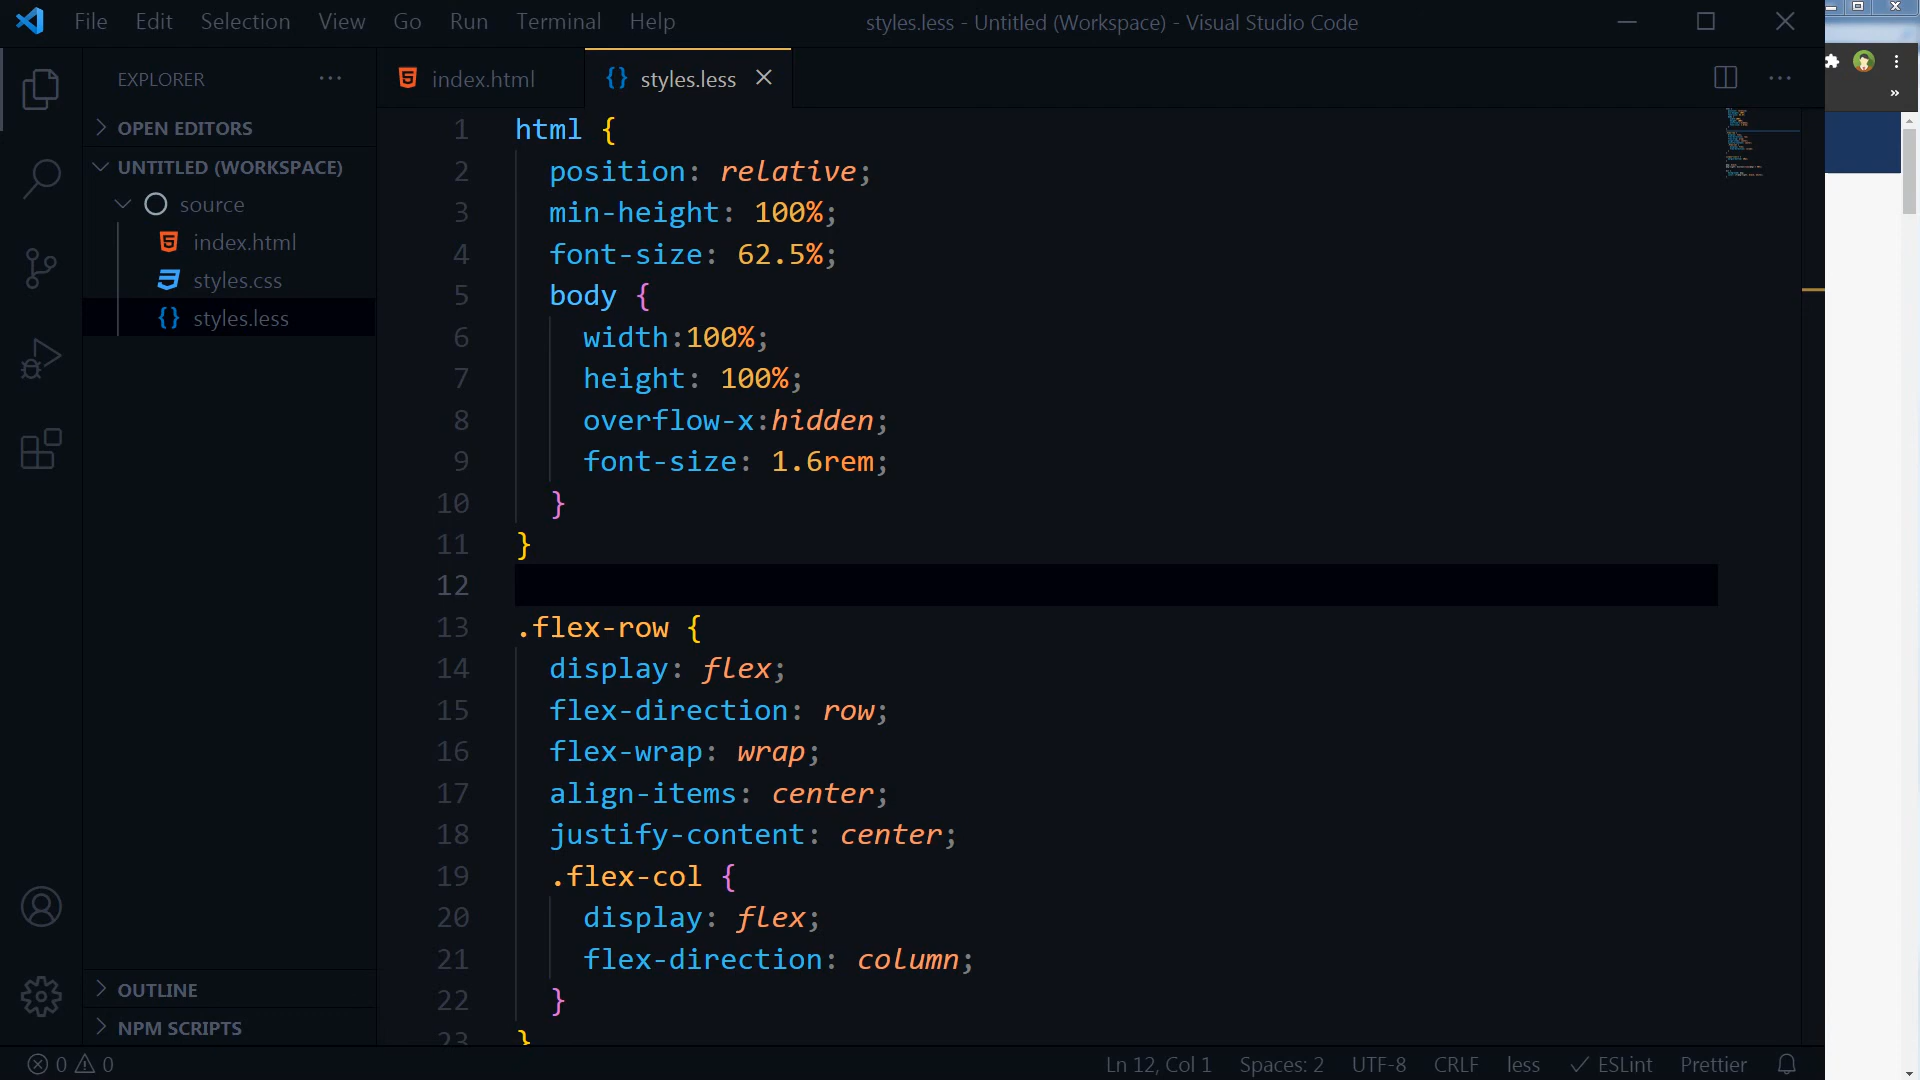 File Edit Selection View Go Run Terminal Help styles.less - Untitled (Workspace) - Visual Studio Code
EXPLORER
OPEN EDITORS
UNTITLED (WORKSPACE)
source
index.html
styles.css
styles.less
OUTLINE
NPM SCRIPTS
index.html styles.less
1 html {
2 position: relative;
3 min-height: 100%;
4 font-size: 62.5%;
5 body {
6 width:100%;
7 height: 100%;
8 overflow-x:hidden;
9 font-size: 1.6rem;
10 }
11 }
12
13 .flex-row {
14 display: flex;
15 flex-direction: row;
16 flex-wrap: wrap;
17 align-items: center;
18 justify-content: center;
19 .flex-col {
20 display: flex;
21 flex-direction: column;
22 }
23 }
0 0 Ln 12, Col 1 Spaces: 2 UTF-8 CRLF less ESLint Prettier